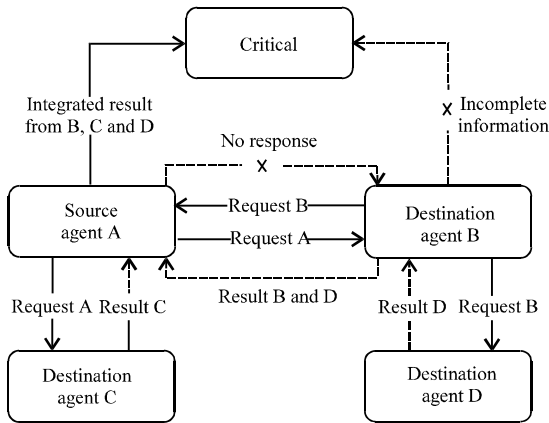 Critical
Integrated result
from B, C and D
Incomplete
information
No response
X
X
Source
agent A
Request B
Request A
Destination
agent B
Result B and D
Request A
Result C
Result D
Request B
Destination
agent C
Destination
agent D